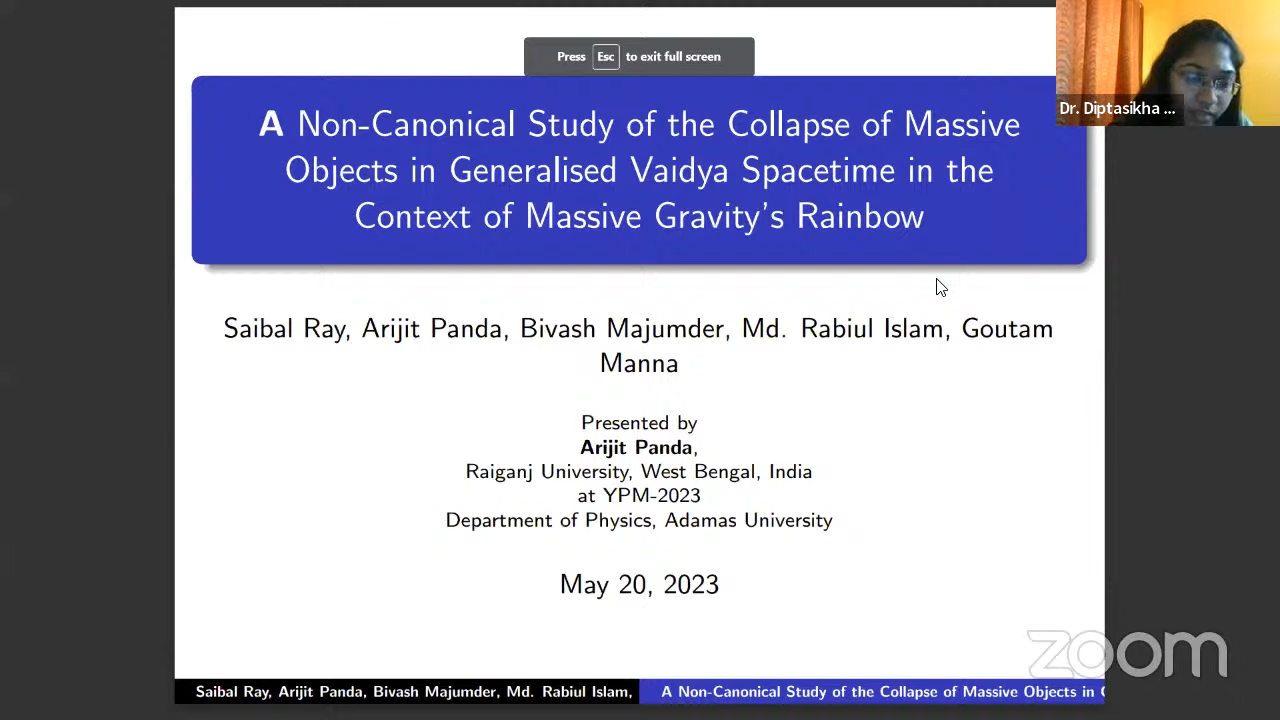 Press Esc to exit full screen
Dr. Diptasikha ...
A Non-Canonical Study of the Collapse of Massive
Objects in Generalised Vaidya Spacetime in the
Context of Massive Gravity's Rainbow
Saibal Ray, Arijit Panda, Bivash Majumder, Md. Rabiul Islam, Goutam
Manna
Presented by
Arijit Panda,
Raiganj University, West Bengal, India
at YPM-2023
Department of Physics, Adamas University
May 20, 2023
zoom
Saibal Ray, Arijit Panda, Bivash Majumder, Md. Rabiul Islam,
A Non-Canonical Study of the Collapse of Massive Objects in